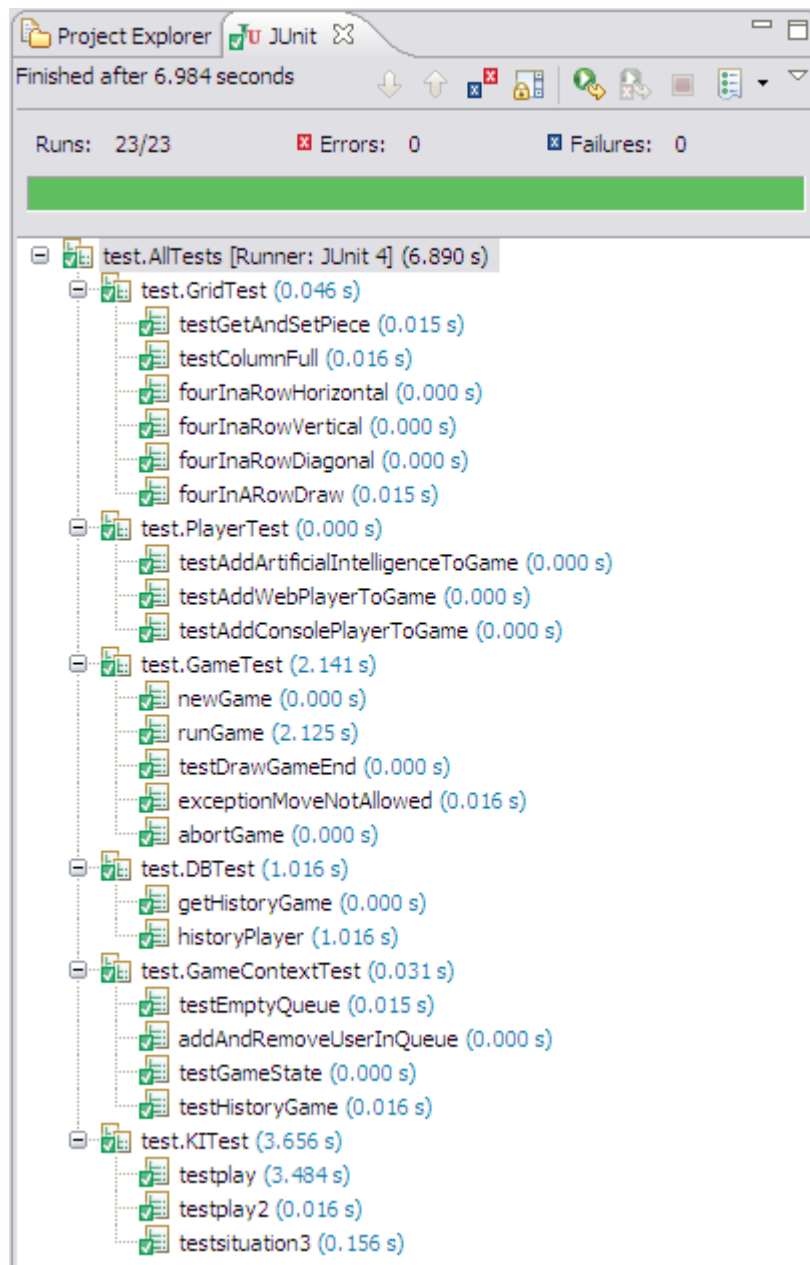 Project Explorer JUnit
Finished after 6.984 seconds
Runs: 23/23 Errors: 0 Failures: 0
test.AllTests [Runner: JUnit 4] (6.890 s)
test.GridTest (0.046 s)
testGetAndSetPiece (0.015 s)
testColumnFull (0.016 s)
fourInaRowHorizontal (0.000 s)
fourInaRowVertical (0.000 s)
fourInaRowDiagonal (0.000 s)
fourInARowDraw (0.015 s)
test.PlayerTest (0.000 s)
testAddArtificialIntelligenceToGame (0.000 s)
testAddWebPlayerToGame (0.000 s)
testAddConsolePlayerToGame (0.000 s)
test.GameTest (2.141 s)
newGame (0.000 s)
runGame (2.125 s)
testDrawGameEnd (0.000 s)
exceptionMoveNotAllowed (0.016 s)
abortGame (0.000 s)
test.DBTest (1.016 s)
getHistoryGame (0.000 s)
historyPlayer (1.016 s)
test.GameContextTest (0.031 s)
testEmptyQueue (0.015 s)
addAndRemoveUserInQueue (0.000 s)
testGameState (0.000 s)
testHistoryGame (0.016 s)
test.KITest (3.656 s)
testplay (3.484 s)
testplay2 (0.016 s)
testsituation3 (0.156 s)